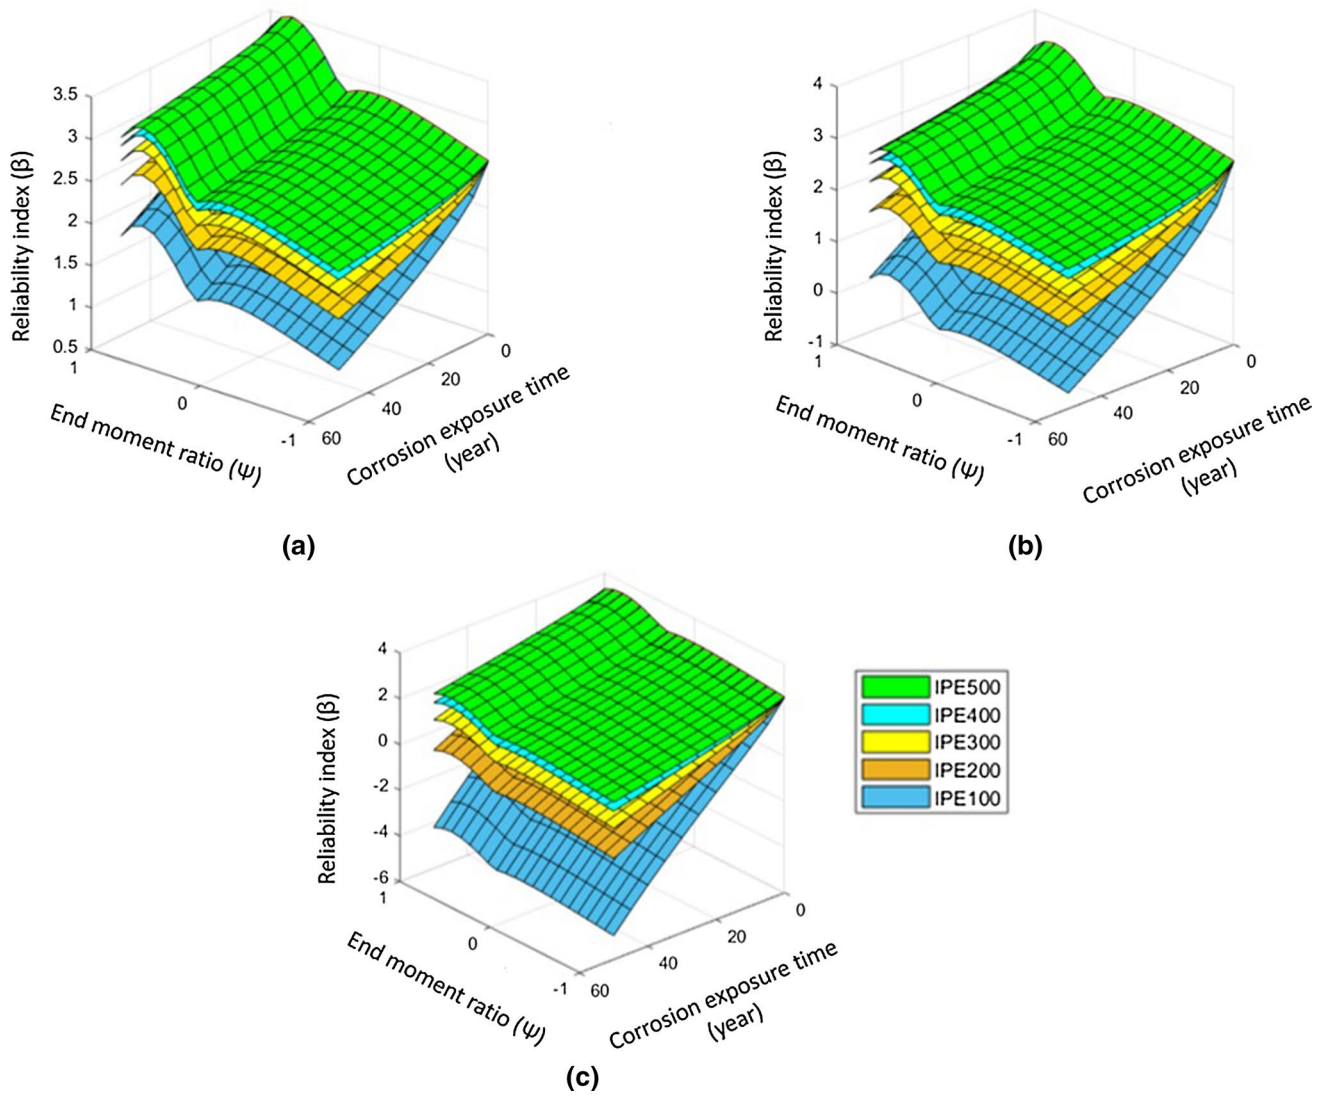 3.5
3
2.5
2
1.5
1
0.5
Reliability index (β)
1
0
-1
End moment ratio (Ψ)
60
40
20
0
Corrosion exposure time
(year)
(a)
4
3
2
1
0
-1
Reliability index (β)
1
0
-1
End moment ratio (Ψ)
60
40
20
0
Corrosion exposure time
(year)
(b)
4
2
0
-2
-4
-6
Reliability index (β)
1
0
-1
End moment ratio (Ψ)
60
40
20
0
Corrosion exposure time
(year)
(c)
IPE500
IPE400
IPE300
IPE200
IPE100